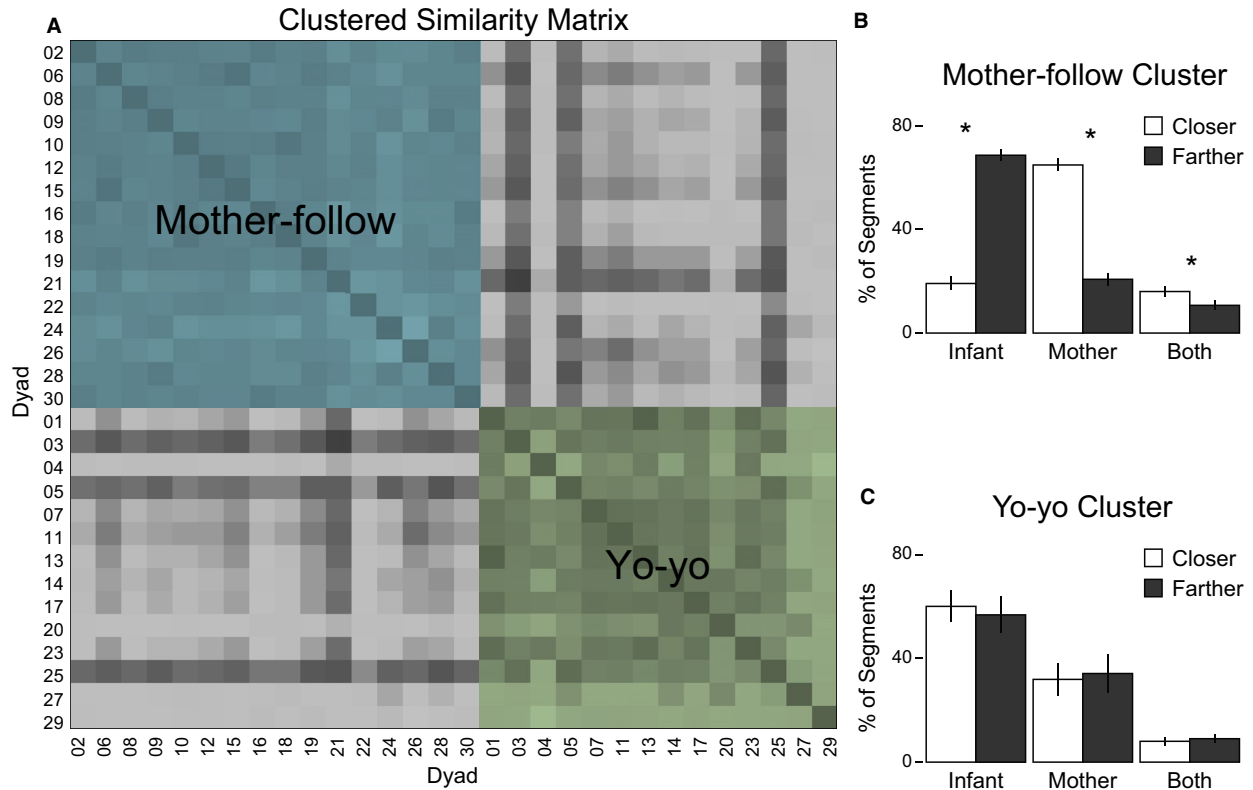 A
Clustered Similarity Matrix
02
06
08
09
10
12
15
16
18
19
21
22
24
26
28
30
01
03
04
05
07
11
13
14
17
20
23
25
27
29
Dyad
Mother-follow
Yo-yo
02 06 08 09 10 12 15 16 18 19 21 22 24 26 28 30 01 03 04 05 07 11 13 14 17 20 23 25 27 29
Dyad
B
Mother-follow Cluster
Closer
Farther
% of Segments
80
40
0
* * *
Infant Mother Both
C
Yo-yo Cluster
Closer
Farther
% of Segments
80
40
0
Infant Mother Both